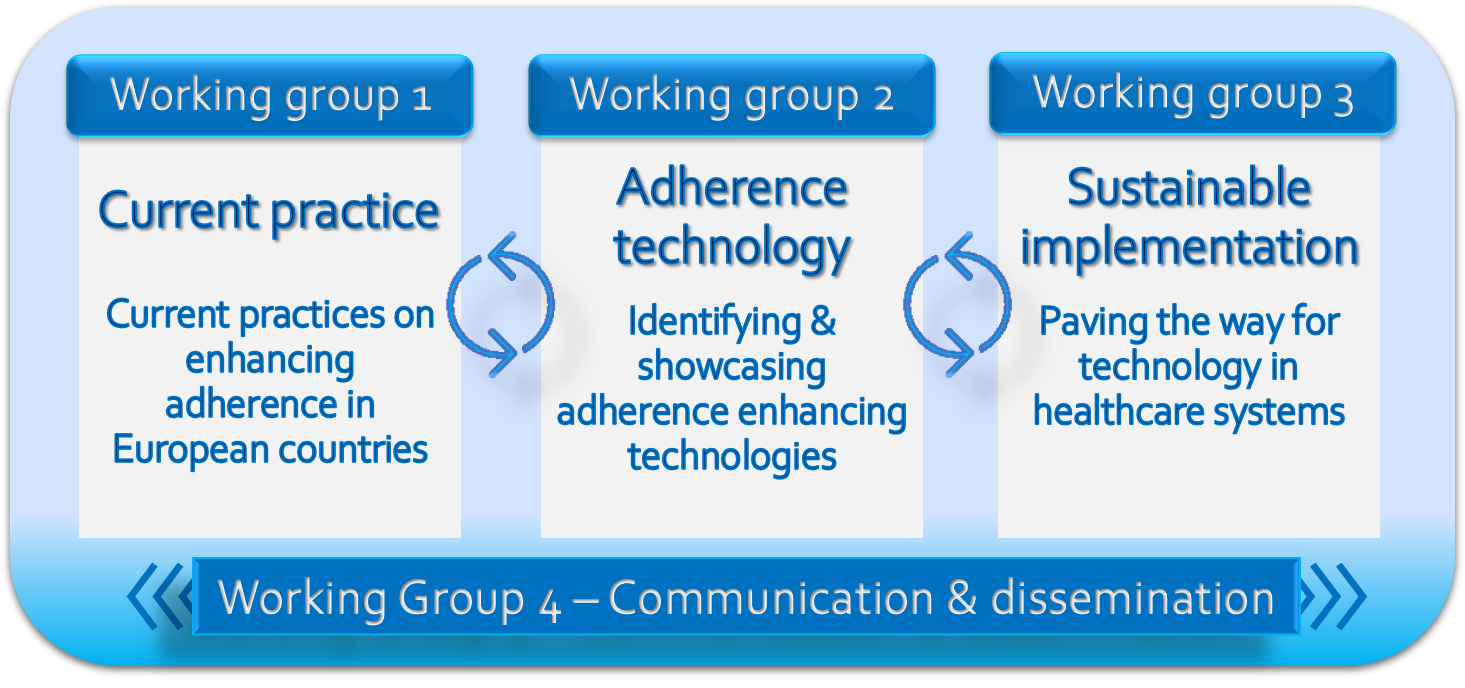 Working group 1
Current practice
Current practices on
enhancing
adherence in
European countries
Working group 2
Adherence
technology
Identifying &
showcasing
adherence enhancing
technologies
Working group 3
Sustainable
implementation
Paving the way for
technology in
healthcare systems
Working Group 4 – Communication & dissemination